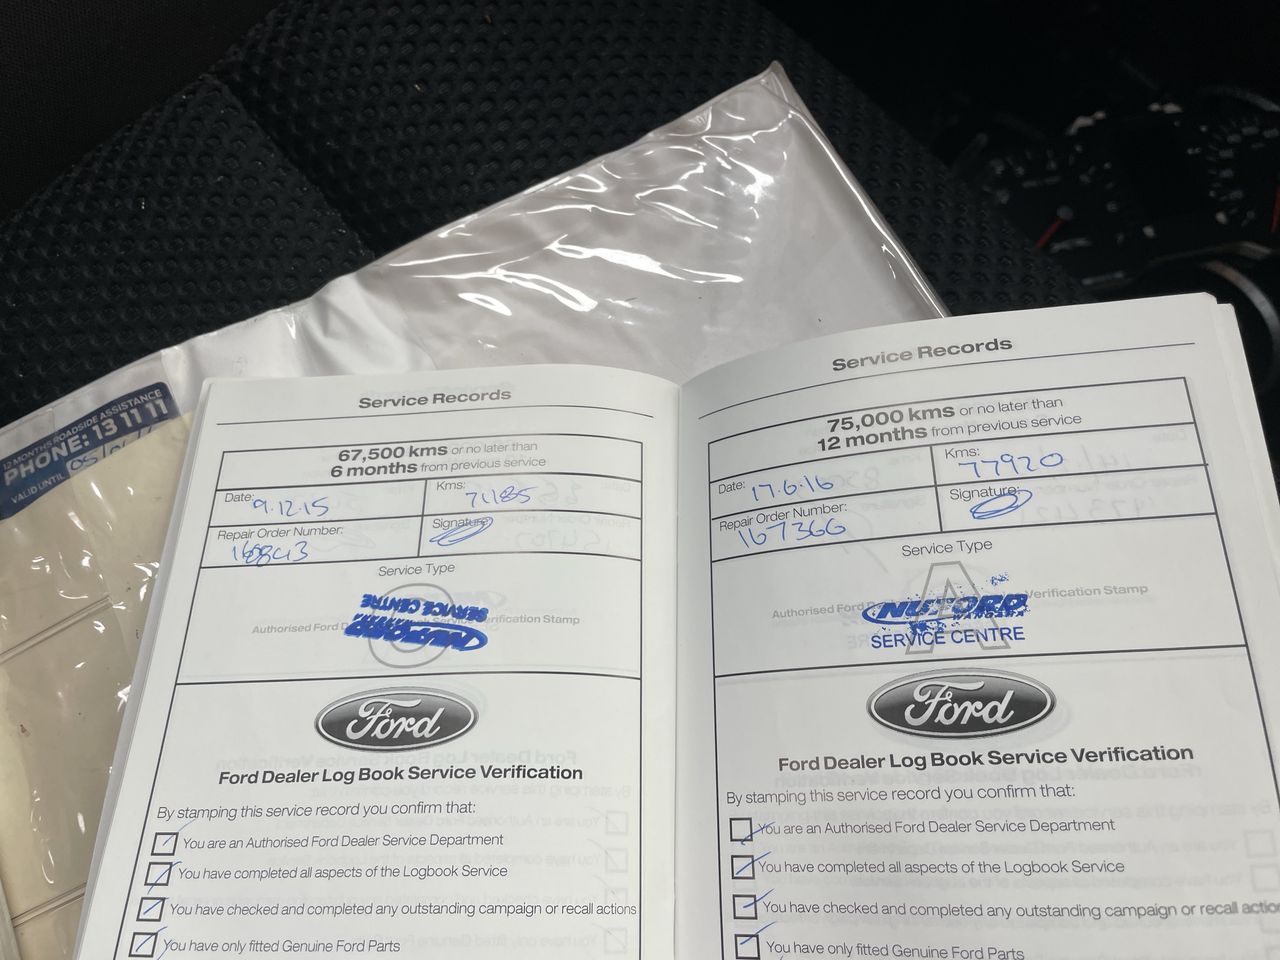 12 MONTHS ROADSIDE ASSISTANCE
PHONE: 13 11 11
VALID UNTIL
Service Records
67,500 kms or no later than
6 months from previous service
Date: 9.12.15
Kms: 71185
Repair Order Number:
Signature:
Service Type
Authorised Ford Service Verification Stamp
NUFORD
SERVICE CENTRE
Ford
Ford Dealer Log Book Service Verification
By stamping this service record you confirm that:
You are an Authorised Ford Dealer Service Department
You have completed all aspects of the Logbook Service
You have checked and completed any outstanding campaign or recall actions
You have only fitted Genuine Ford Parts
Service Records
75,000 kms or no later than
12 months from previous service
Date: 17.6.16
Kms: 77920
Repair Order Number: 167366
Signature:
Service Type
A
Authorised Ford Verification Stamp
NUFORD
WANGARA
SERVICE CENTRE
Ford
Ford Dealer Log Book Service Verification
By stamping this service record you confirm that:
You are an Authorised Ford Dealer Service Department
You have completed all aspects of the Logbook Service
You have checked and completed any outstanding campaign or recall actions
You have only fitted Genuine Ford Parts